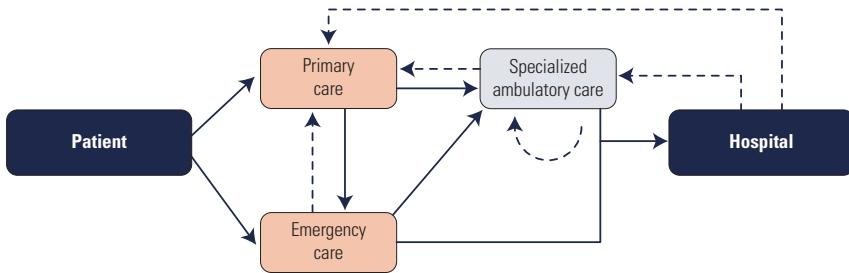 Primary
care
Specialized
ambulatory care
Patient
Hospital
Emergency
care